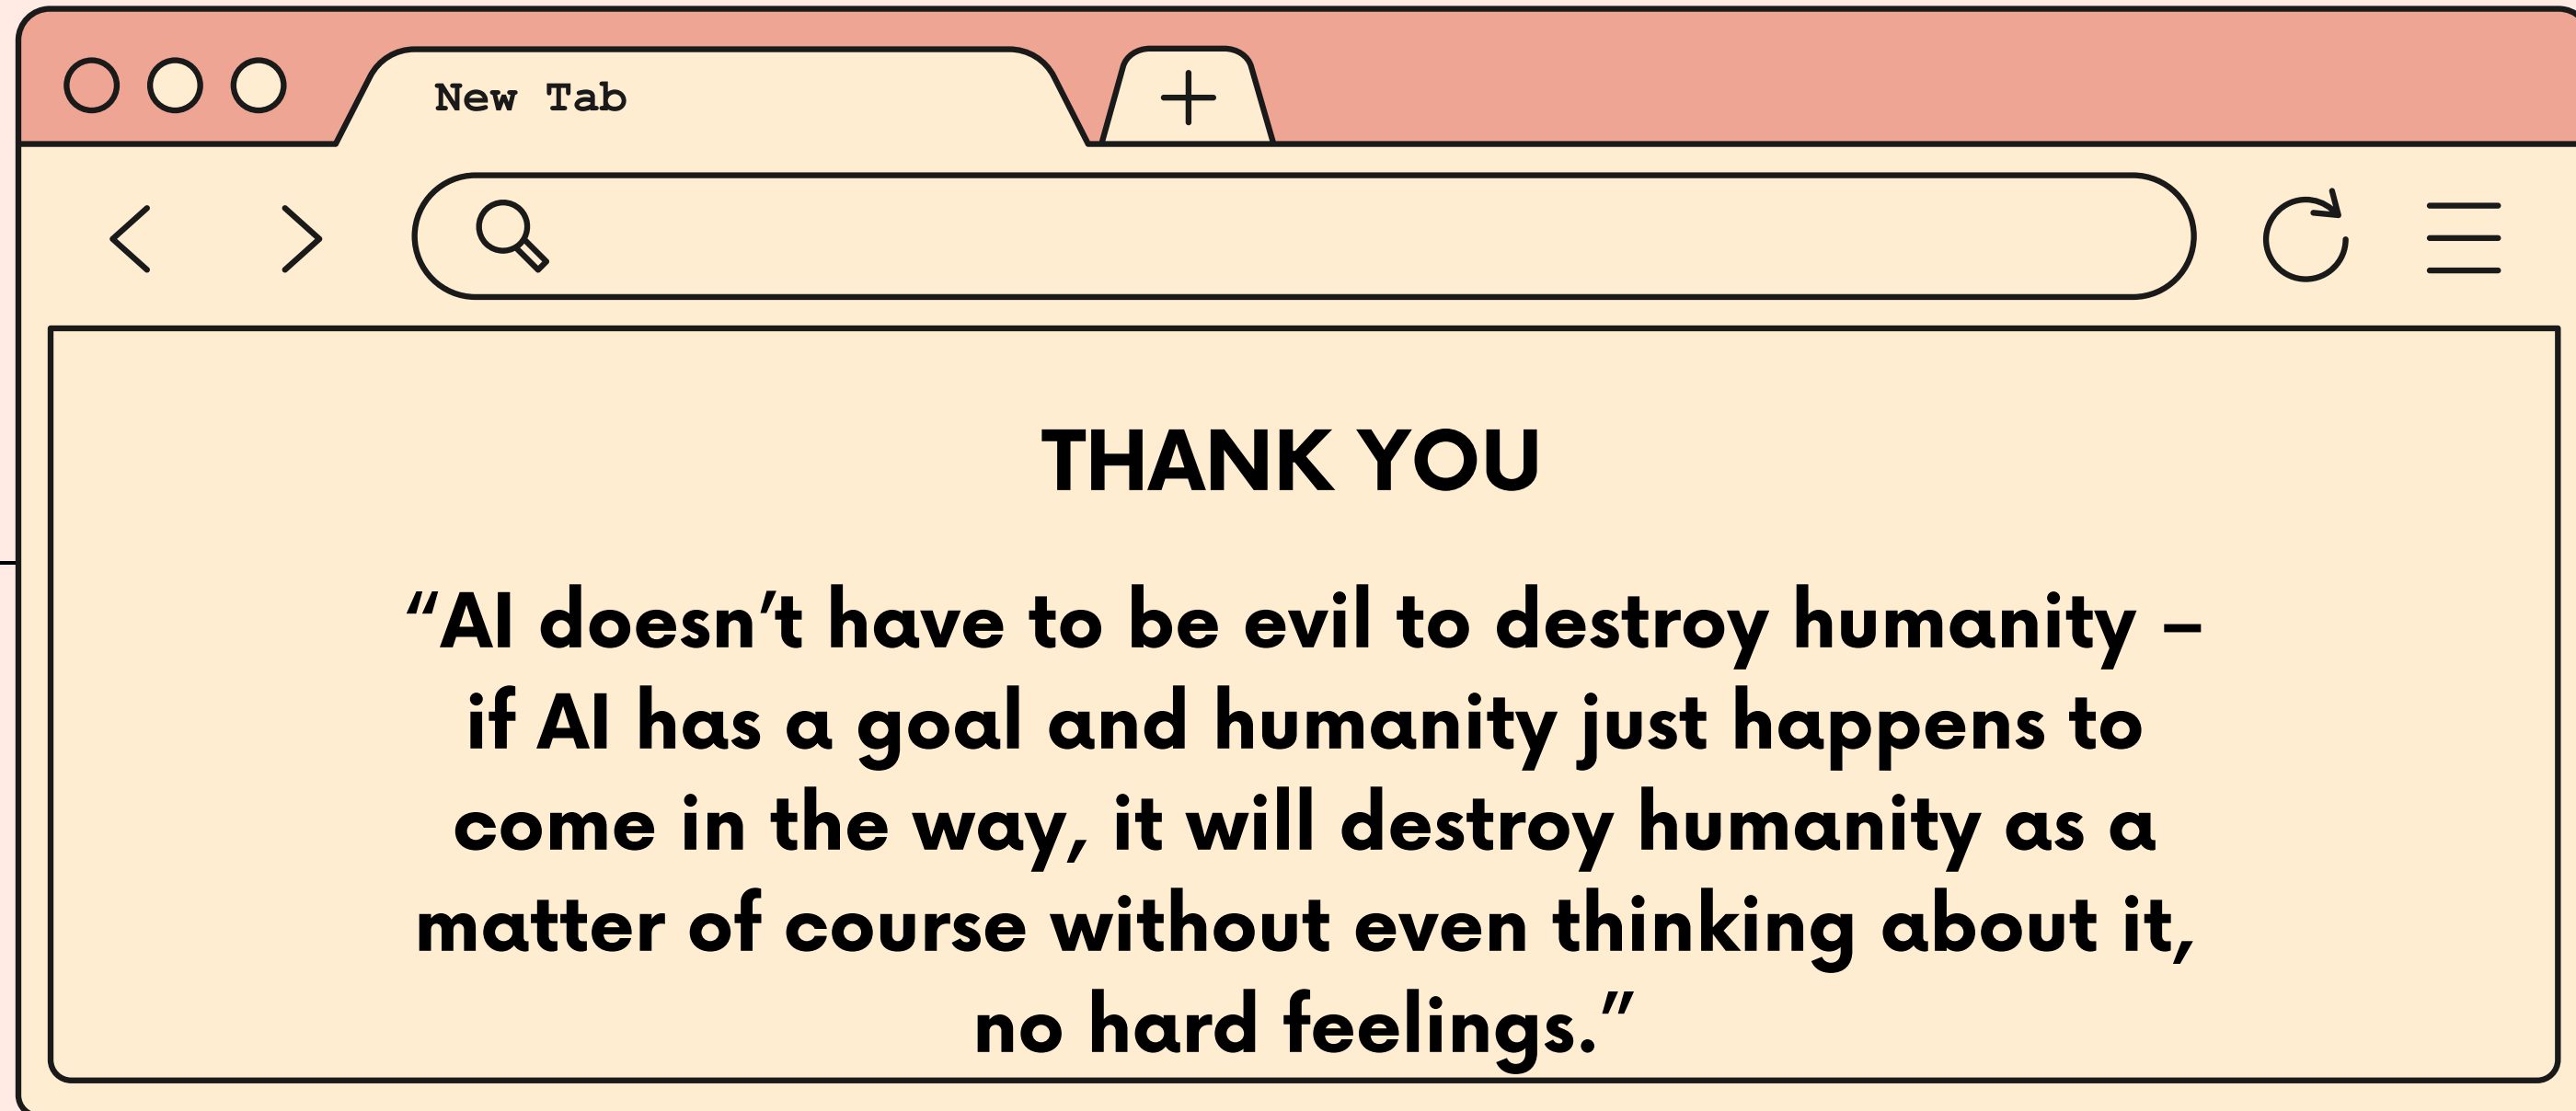 New Tab
THANK YOU
“AI doesn’t have to be evil to destroy humanity –
if AI has a goal and humanity just happens to
come in the way, it will destroy humanity as a
matter of course without even thinking about it,
no hard feelings.”